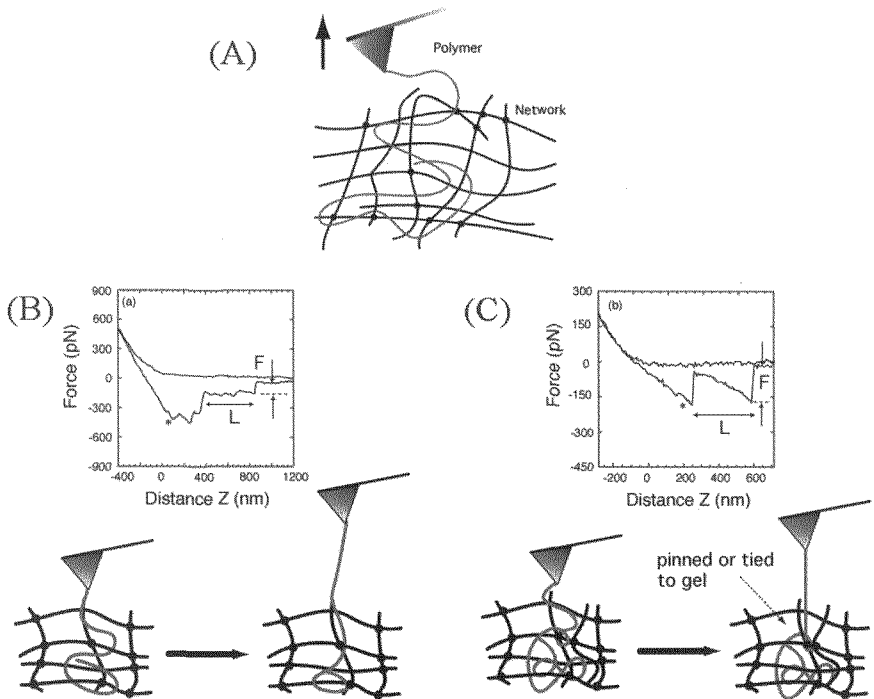 (A)
Polymer
Network
(B)
(a)
Force (pN)
900
600
300
0
-300
-600
-900
F
L
*
-400
0
400
800
1200
Distance Z (nm)
(C)
(b)
Force (pN)
300
150
0
-150
-300
-450
F
L
*
-200
0
200
400
600
Distance Z (nm)
pinned or tied
to gel